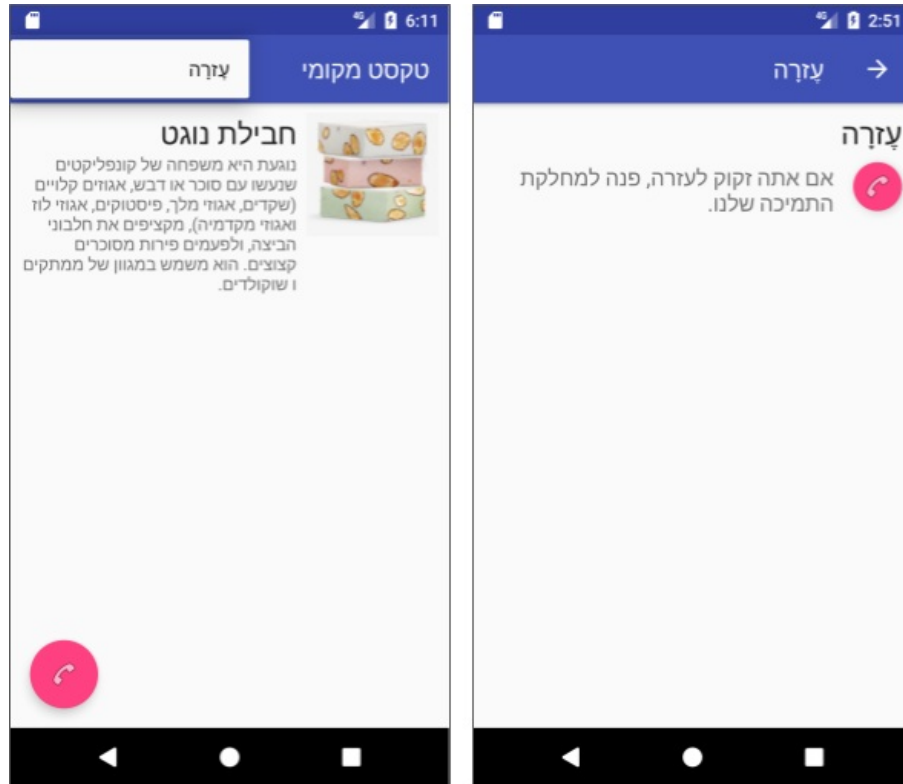 6:11
טקסט מקומי
עֶזרָה
חבילת נוגט
נוגעת היא משפחה של קונפליקטים
שנעשו עם סוכר או דבש, אגוזים קלויים
(שקדים, אגוזי מלך, פיסטוקים, אגוזי לוז
ואגוזי מקדמיה), מקציפים את חלבוני
הביצה, ולפעמים פירות מסוכרים
קצוצים. הוא משמש במגוון של ממתקים
ו שוקולדים.
2:51
עֶזרָה
עֶזרָה
אם אתה זקוק לעזרה, פנה למחלקת
התמיכה שלנו.